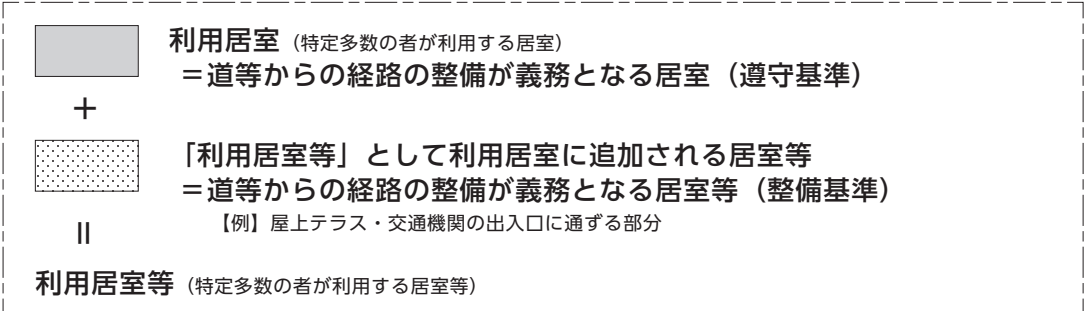 利用居室（特定多数の者が利用する居室）
＝道等からの経路の整備が義務となる居室（遵守基準）
＋
「利用居室等」として利用居室に追加される居室等
＝道等からの経路の整備が義務となる居室等（整備基準）
【例】屋上テラス・交通機関の出入口に通ずる部分
＝
利用居室等（特定多数の者が利用する居室等）